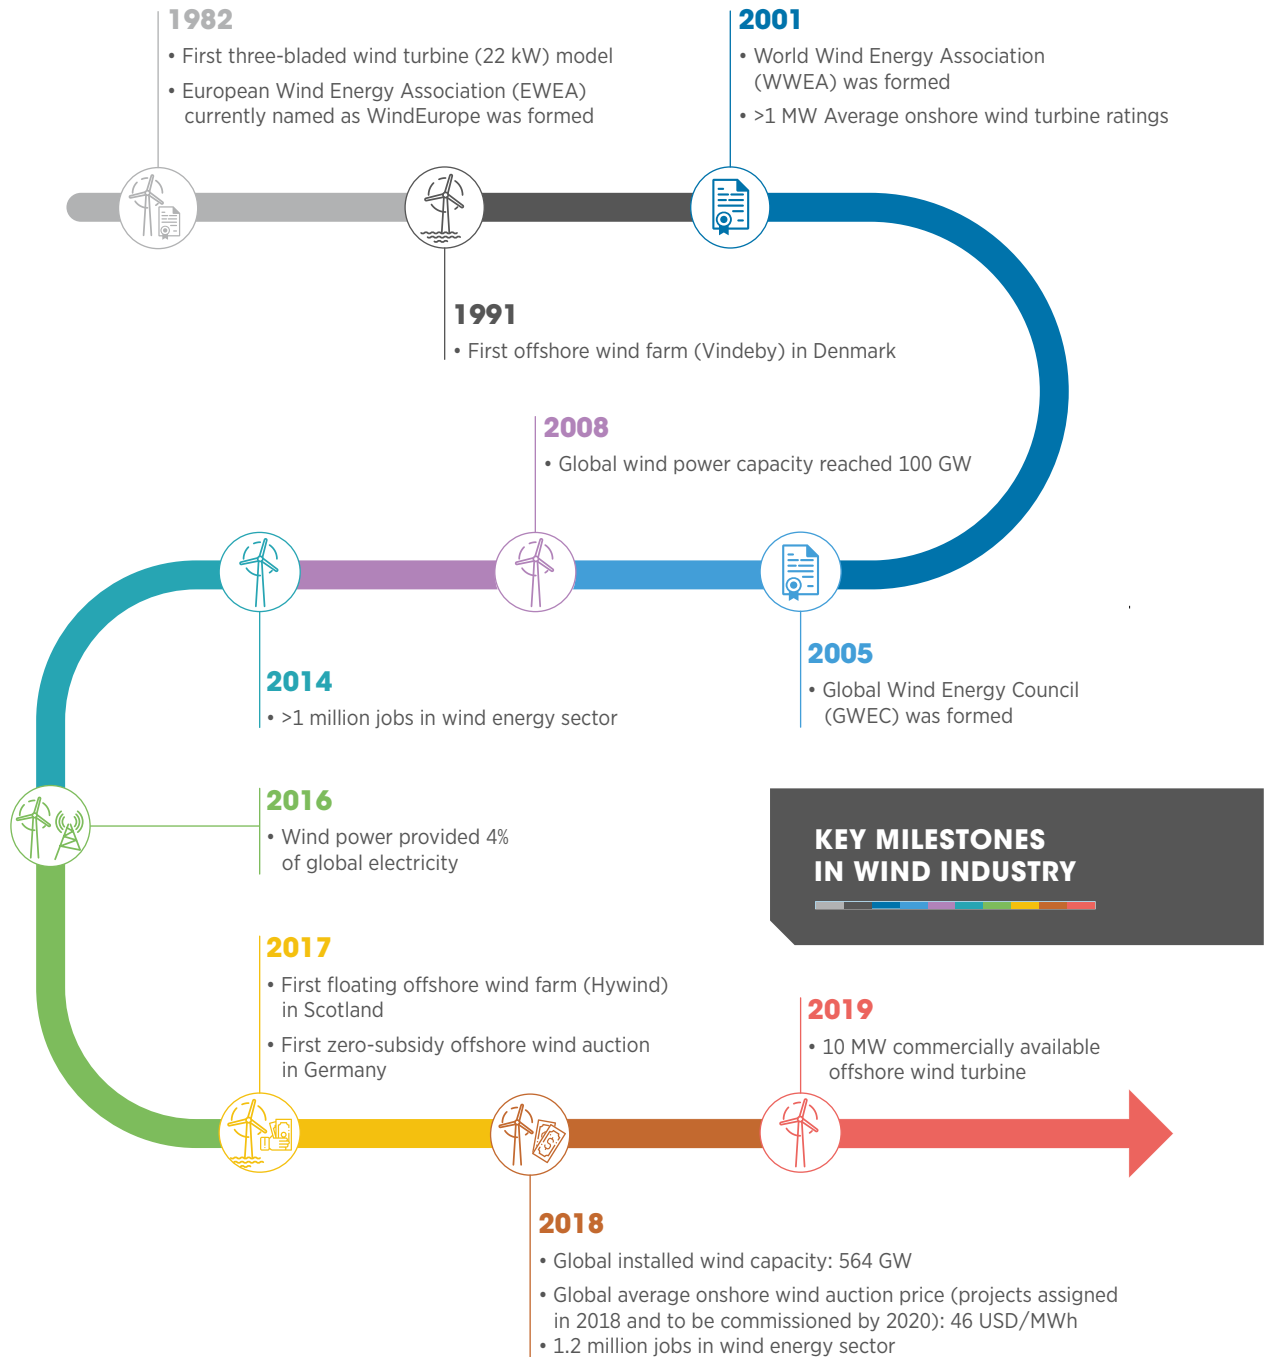 1982
• First three-bladed wind turbine (22 kW) model
• European Wind Energy Association (EWEA)
currently named as WindEurope was formed
2001
• World Wind Energy Association
(WWEA) was formed
• >1 MW Average onshore wind turbine ratings
1991
• First offshore wind farm (Vindeby) in Denmark
2008
• Global wind power capacity reached 100 GW
2005
• Global Wind Energy Council
(GWEC) was formed
2014
• >1 million jobs in wind energy sector
2016
• Wind power provided 4%
of global electricity
KEY MILESTONES
IN WIND INDUSTRY
2017
• First floating offshore wind farm (Hywind)
in Scotland
• First zero-subsidy offshore wind auction
in Germany
2018
• Global installed wind capacity: 564 GW
• Global average onshore wind auction price (projects assigned
in 2018 and to be commissioned by 2020): 46 USD/MWh
• 1.2 million jobs in wind energy sector
2019
• 10 MW commercially available
offshore wind turbine